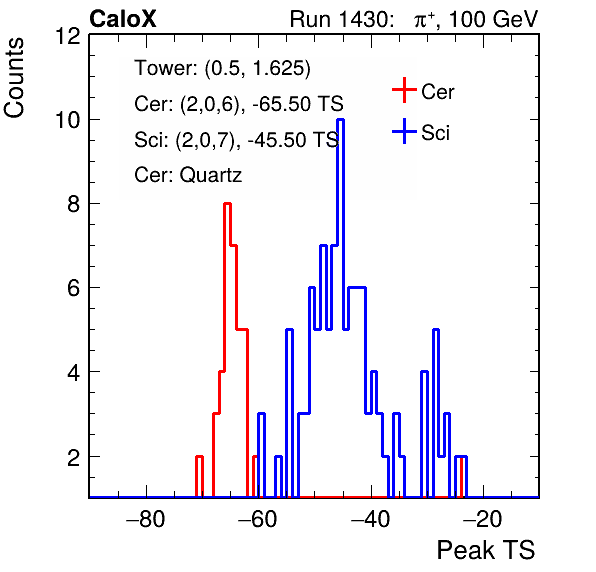 CaloX Run 1430: π⁺, 100 GeV
Counts
12
10
8
6
4
2
Tower: (0.5, 1.625)
Cer: (2,0,6), -65.50 TS
Sci: (2,0,7), -45.50 TS
Cer: Quartz
Cer
Sci
−80 −60 −40 −20
Peak TS